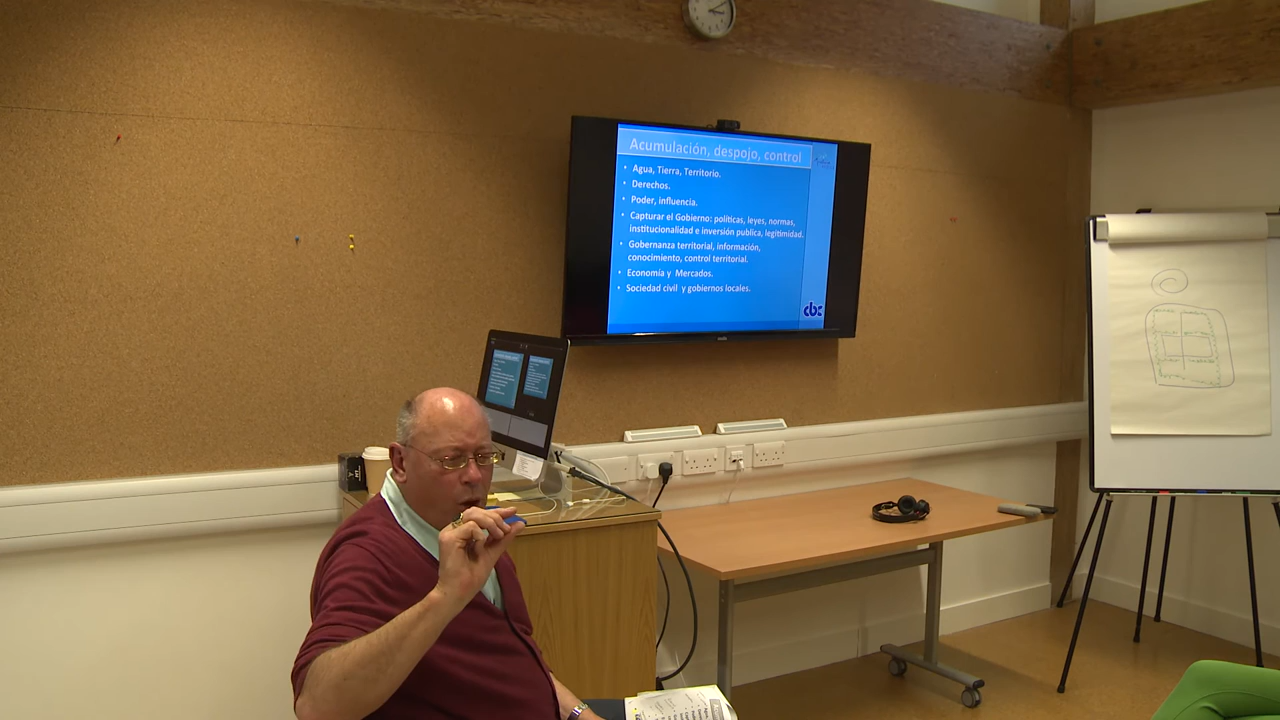 Acumulación, despojo, control
• Agua, Tierra, Territorio.
• Derechos.
• Poder, influencia.
• Capturar el Gobierno: políticas, leyes, normas,
institucionalidad e inversión publica, legitimidad.
• Gobernanza territorial, información,
conocimiento, control territorial.
• Economía y Mercados.
• Sociedad civil y gobiernos locales.
cbc